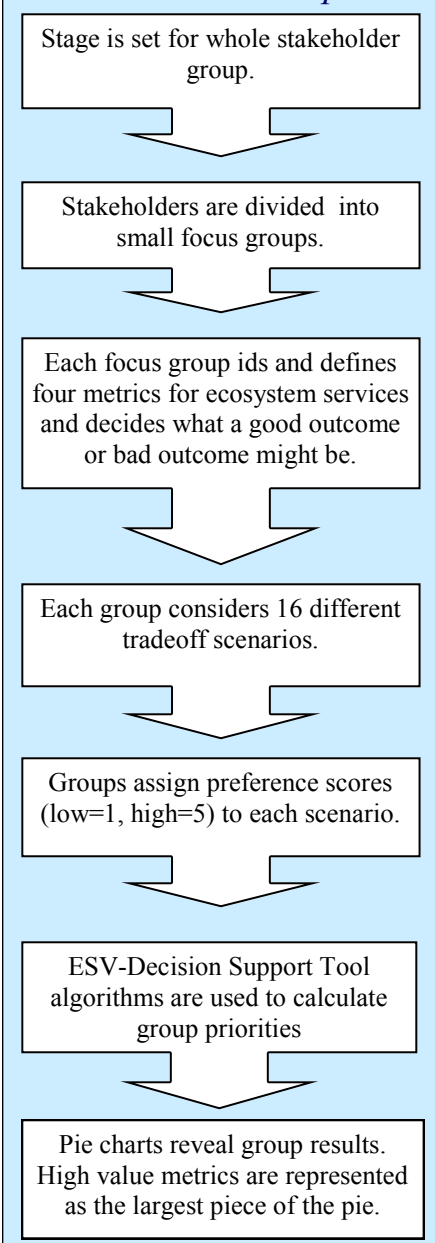 Stage is set for whole stakeholder
group.
Stakeholders are divided into
small focus groups.
Each focus group ids and defines
four metrics for ecosystem services
and decides what a good outcome
or bad outcome might be.
Each group considers 16 different
tradeoff scenarios.
Groups assign preference scores
(low=1, high=5) to each scenario.
ESV-Decision Support Tool
algorithms are used to calculate
group priorities
Pie charts reveal group results.
High value metrics are represented
as the largest piece of the pie.